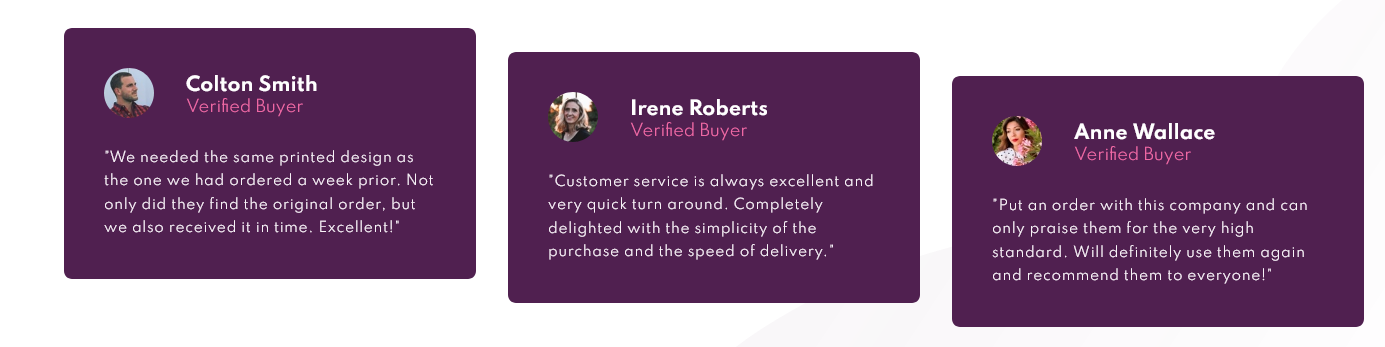 Colton Smith
Verified Buyer
"We needed the same printed design as
the one we had ordered a week prior. Not
only did they find the original order, but
we also received it in time. Excellent!"
Irene Roberts
Verified Buyer
"Customer service is always excellent and
very quick turn around. Completely
delighted with the simplicity of the
purchase and the speed of delivery."
Anne Wallace
Verified Buyer
"Put an order with this company and can
only praise them for the very high
standard. Will definitely use them again
and recommend them to everyone!"